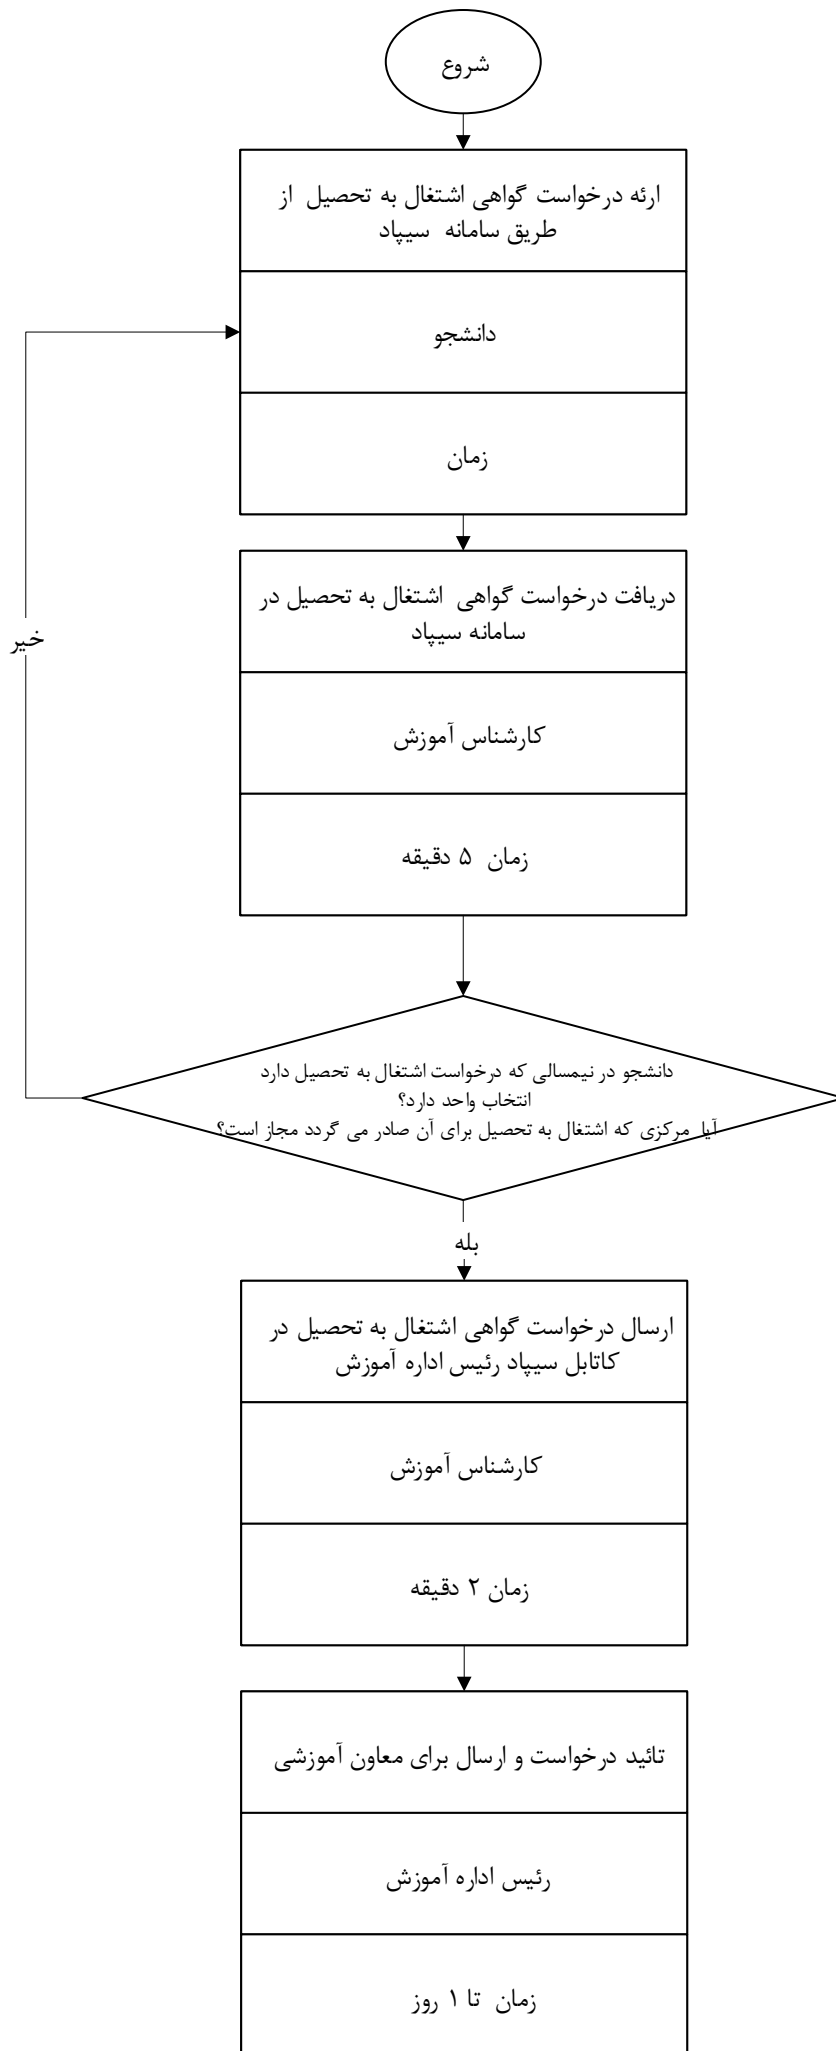 شروع
ارئه درخواست گواهی اشتغال به تحصیل از
طریق سامانه سیپاد
دانشجو
زمان
دریافت درخواست گواهی اشتغال به تحصیل در
سامانه سیپاد
کارشناس آموزش
زمان ۵ دقیقه
خیر
دانشجو در نیمسالی که درخواست اشتغال به تحصیل دارد
انتخاب واحد دارد؟
آیا مرکزی که اشتغال به تحصیل برای آن صادر می گردد مجاز است؟
بله
ارسال درخواست گواهی اشتغال به تحصیل در
کاتابل سیپاد رئیس اداره آموزش
کارشناس آموزش
زمان ۲ دقیقه
تائید درخواست و ارسال برای معاون آموزشی
رئیس اداره آموزش
زمان تا ۱ روز